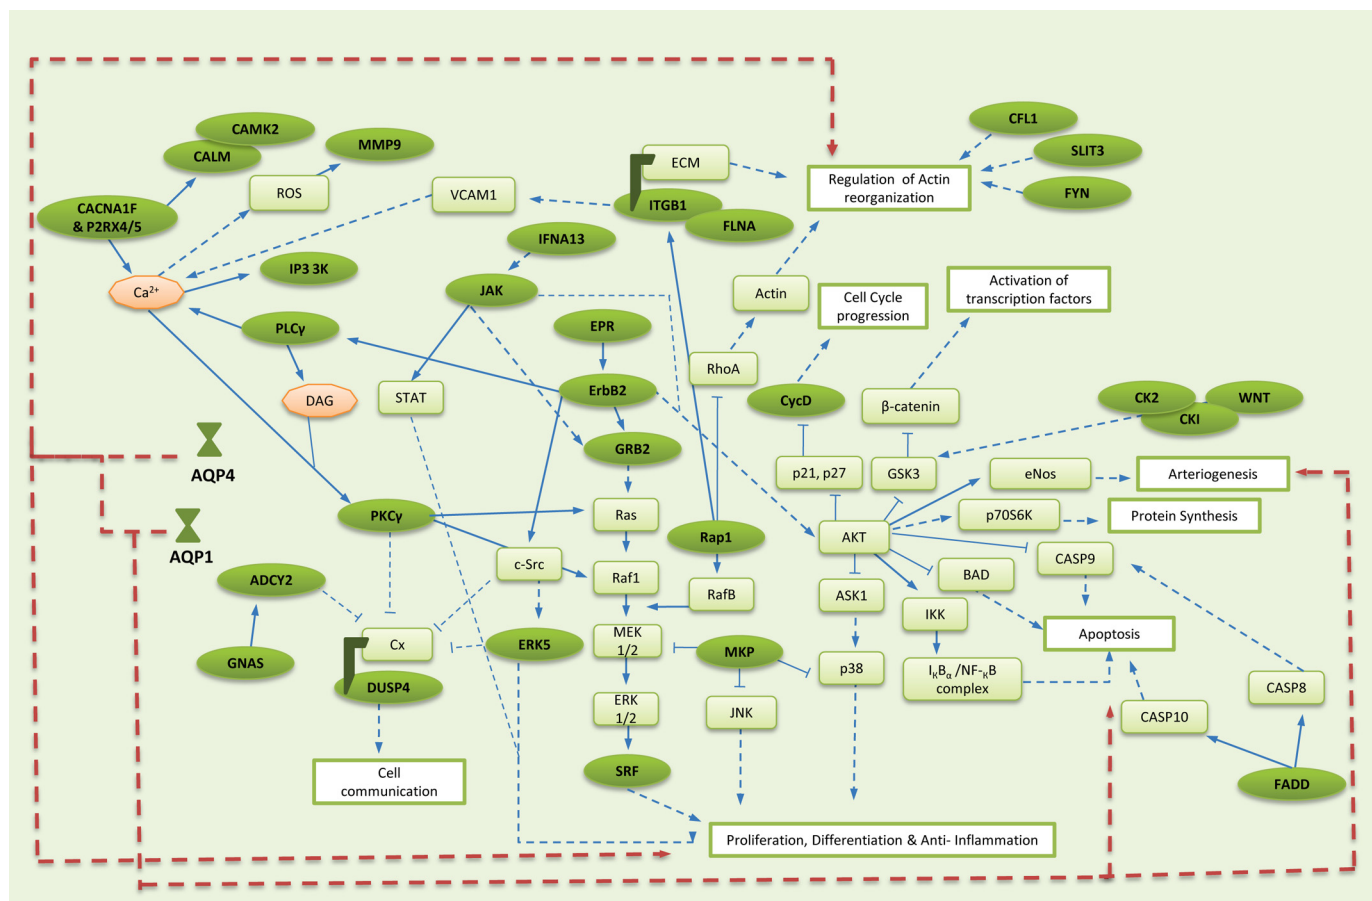 CFL1
CAMK2
MMP9
CALM
SLIT3
ECM
ROS
VCAM1
Regulation of Actin
reorganization
FYN
CACNA1F
& P2RX4/5
ITGB1
FLNA
IFNA13
IP3 3K
Ca²⁺
JAK
Actin
Cell Cycle
progression
Activation of
transcription factors
PLCγ
EPR
RhoA
DAG
STAT
ErbB2
CycD
β-catenin
CK2
WNT
CKI
GRB2
AQP4
p21, p27
GSK3
eNos
Arteriogenesis
PKCγ
Ras
p70S6K
Protein Synthesis
Rap1
AKT
AQP1
c-Src
CASP9
ADCY2
Raf1
RafB
ASK1
BAD
IKK
Cx
ERK5
MEK
1/2
MKP
Apoptosis
GNAS
p38
IκBα /NF-κB
complex
DUSP4
CASP8
ERK
1/2
JNK
CASP10
Cell
communication
SRF
FADD
Proliferation, Differentiation & Anti- Inflammation